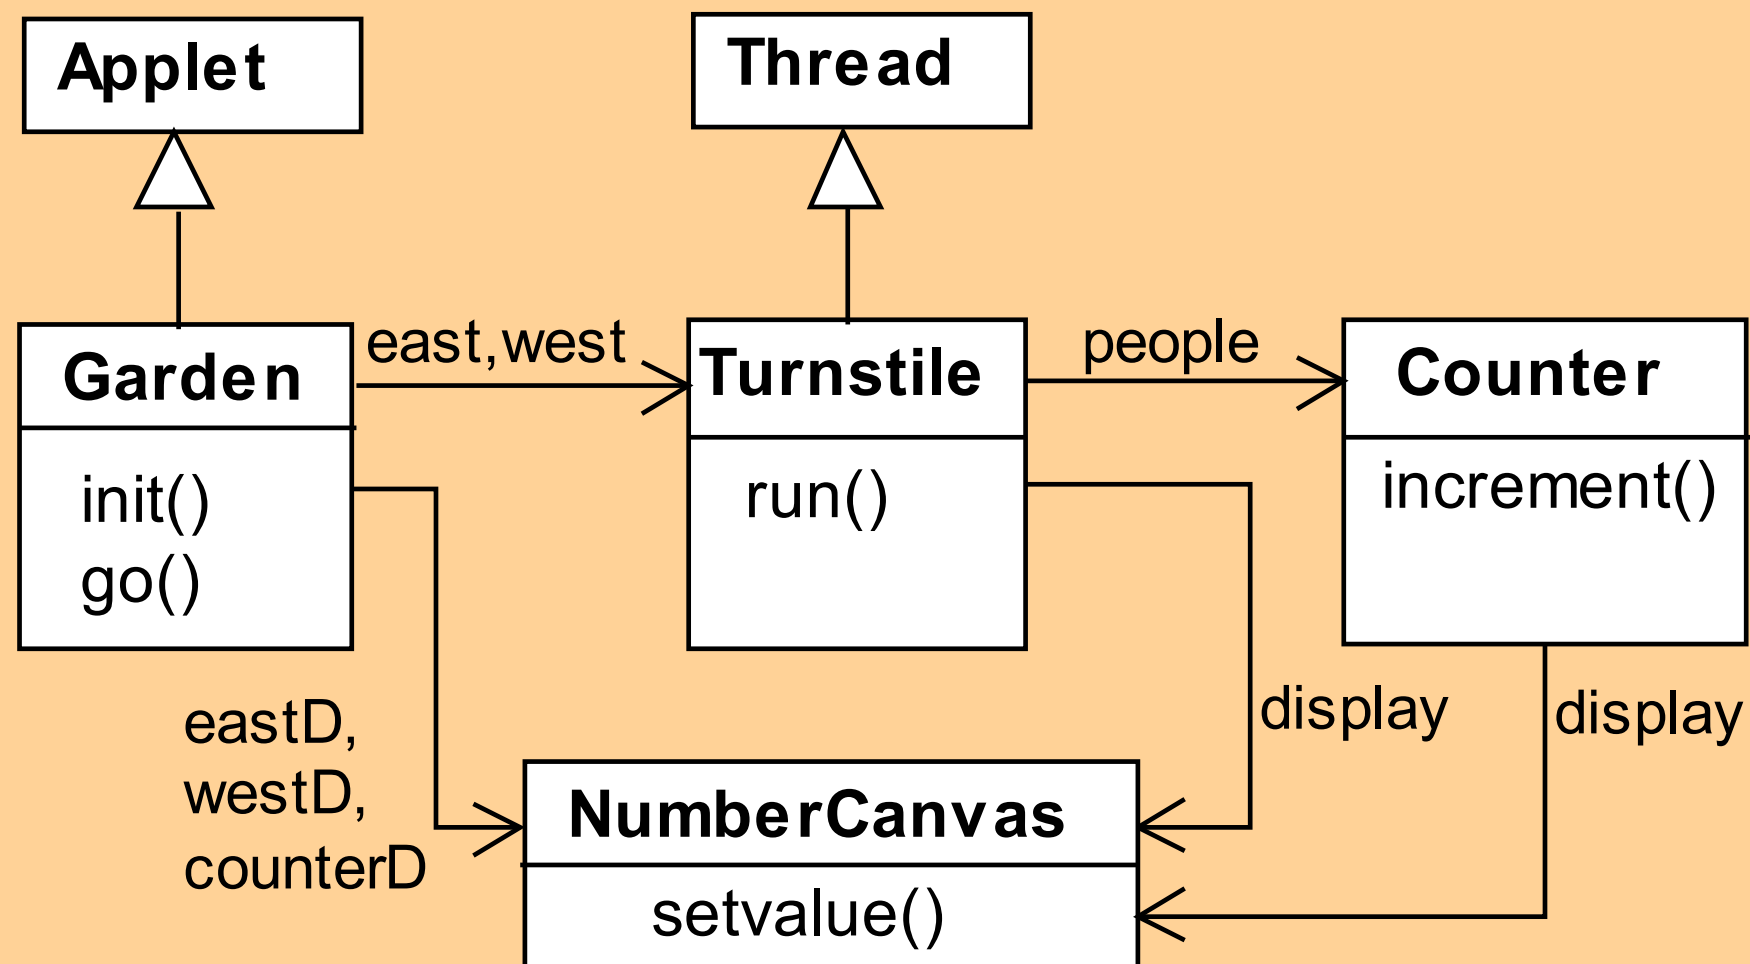 Applet
Thread
Garden
init()
go()
east,west
Turnstile
run()
people
Counter
increment()
eastD,
westD,
counterD
display
display
NumberCanvas
setvalue()